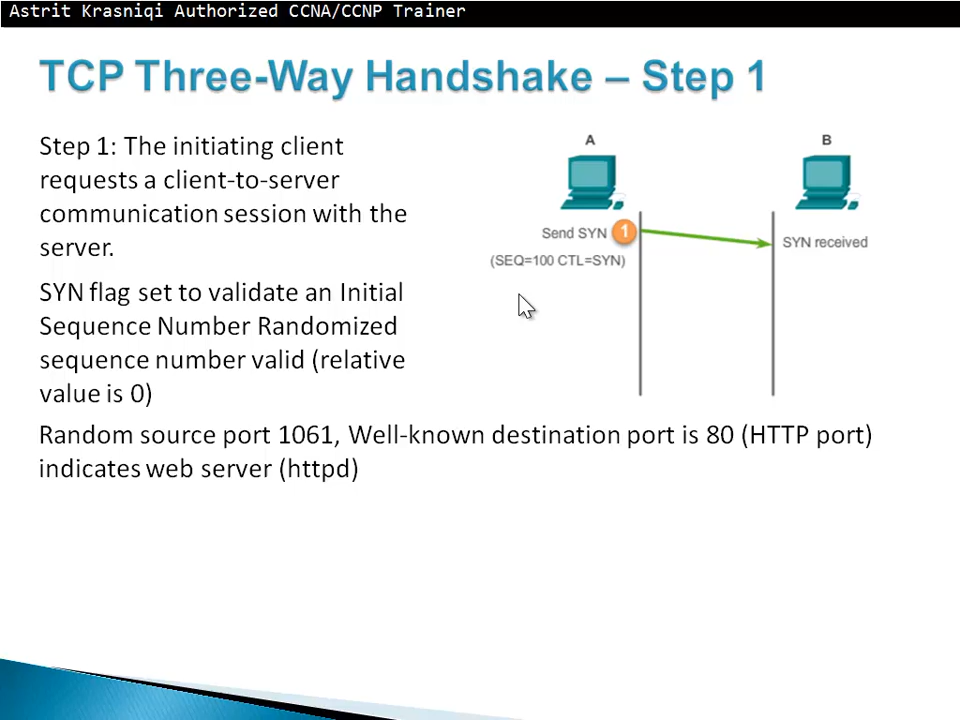 Astrit Krasniqi Authorized CCNA/CCNP Trainer
TCP Three-Way Handshake – Step 1
Step 1: The initiating client
requests a client-to-server
communication session with the
server.
SYN flag set to validate an Initial
Sequence Number Randomized
sequence number valid (relative
value is 0)
Random source port 1061, Well-known destination port is 80 (HTTP port)
indicates web server (httpd)
A
B
Send SYN 1
SYN received
(SEQ=100 CTL=SYN)